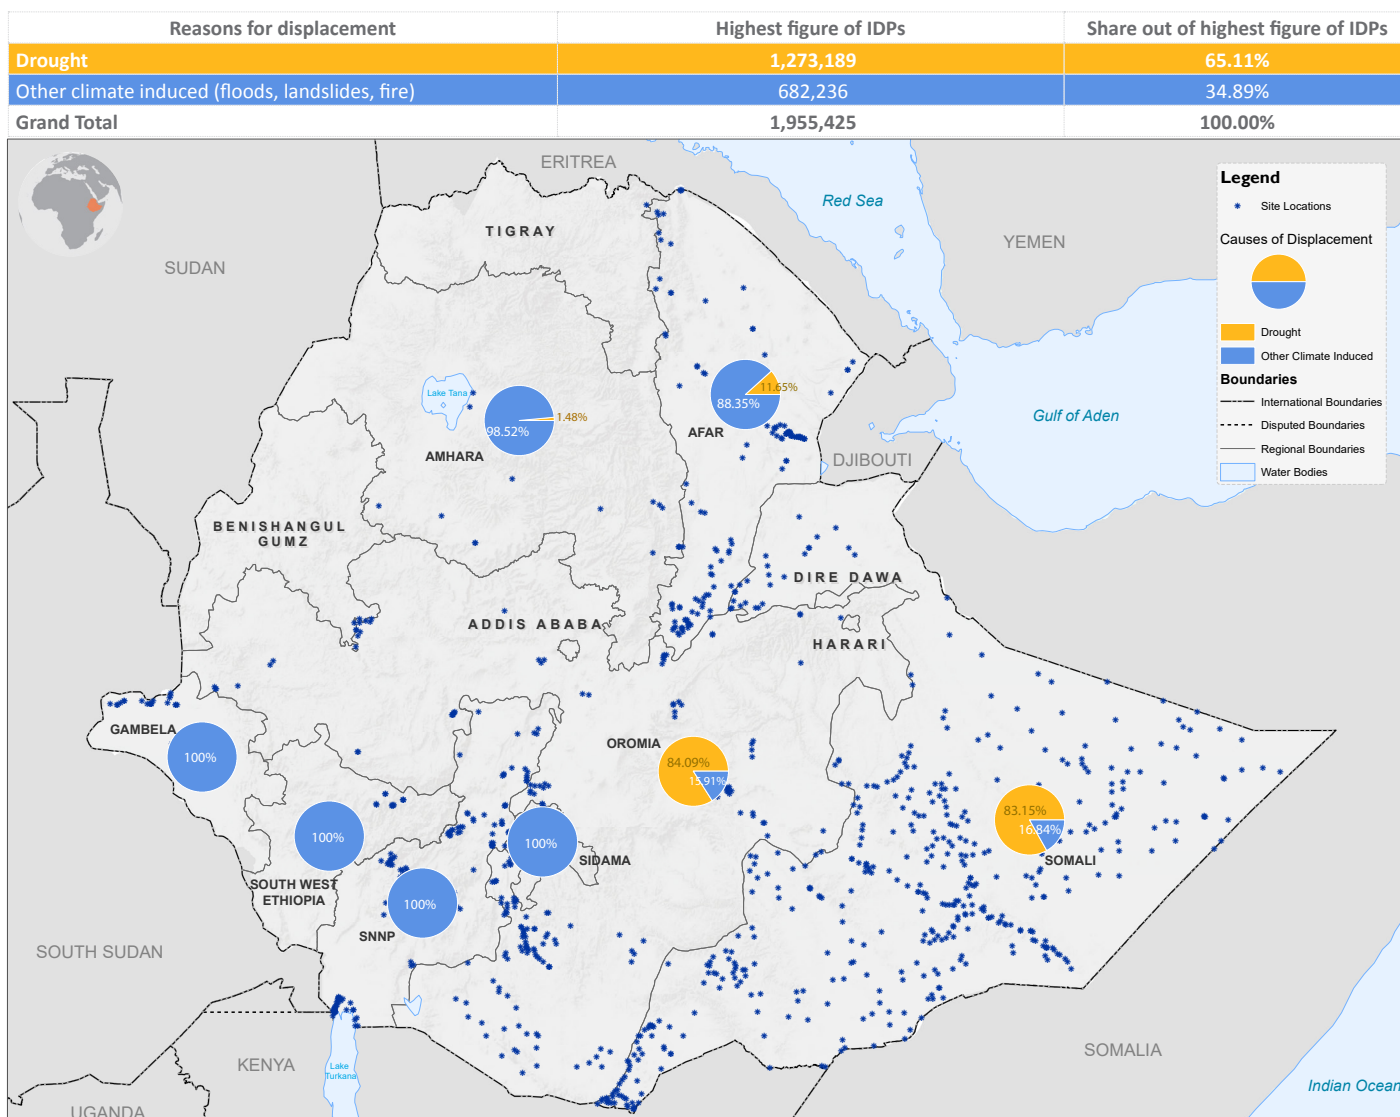 Reasons for displacement Highest figure of IDPs Share out of highest figure of IDPs
Drought 1,273,189 65.11%
Other climate induced (floods, landslides, fire) 682,236 34.89%
Grand Total 1,955,425 100.00%
ERITREA
Legend
Site Locations
Causes of Displacement
Drought
Other Climate Induced
Boundaries
International Boundaries
Disputed Boundaries
Regional Boundaries
Water Bodies
Red Sea
YEMEN
TIGRAY
SUDAN
Lake Tana
1.48%
98.52%
AMHARA
11.65%
88.35%
AFAR
Gulf of Aden
DJIBOUTI
BENISHANGUL
GUMZ
DIRE DAWA
ADDIS ABABA
HARARI
GAMBELA
100%
OROMIA
84.09%
15.91%
83.15%
16.84%
SOMALI
100%
SOUTH WEST
ETHIOPIA
100%
SIDAMA
100%
SNNP
SOUTH SUDAN
KENYA
Lake
Turkana
UGANDA
SOMALIA
Indian Ocean